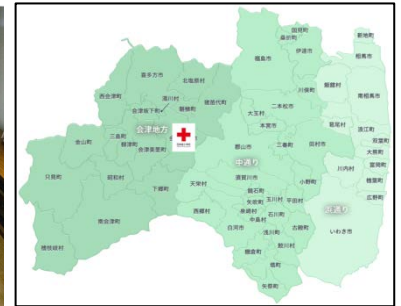 国見町
桑折町
新地町
伊達市
相馬市
福島市
喜多方市
北塩原村
飯舘村
川俣町
南相馬市
西会津町
湯川村
猪苗代町
二本松市
会津坂下町
磐梯町
大玉村
葛尾村
浪江町
会津地方
本宮市
双葉町
三島町
金山町
郡山市
三春町
田村市
大熊町
柳津町
会津美里町
中通り
富岡町
川内村
須賀川市
楢葉町
只見町
昭和村
天栄村
小野町
広野町
鏡石町
下郷町
矢吹町
玉川村
平田村
浜通り
西郷村
泉崎村
石川町
中島村
南会津町
白河市
古殿町
いわき市
浅川町
棚倉町
鮫川村
檜枝岐村
塙町
矢祭町